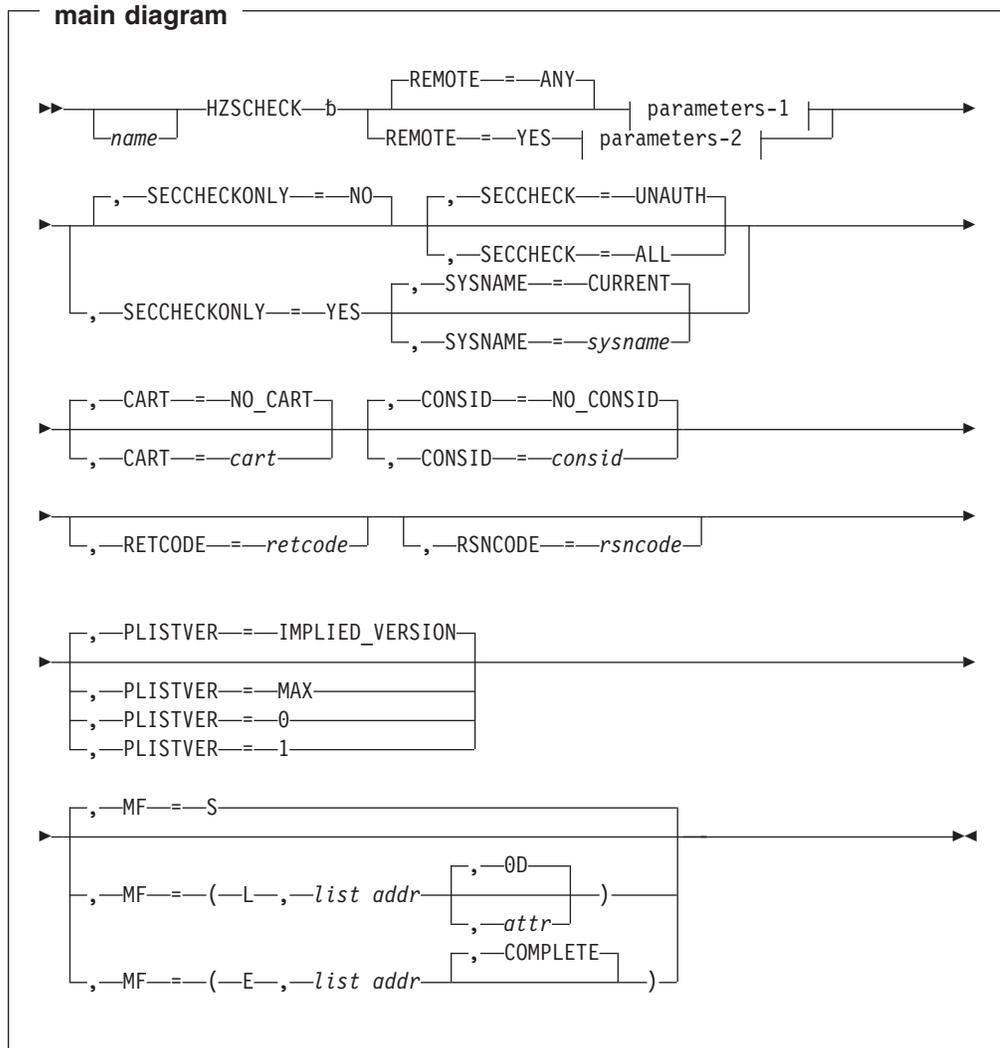 main diagram
REMOTE = ANY
HZSCHECK ƀ parameters-1
name REMOTE = YES parameters-2
, SECCHECKONLY = NO , SECCHECK = UNAUTH
, SECCHECK = ALL
, SYSNAME = CURRENT
, SECCHECKONLY = YES
, SYSNAME = sysname
, CART = NO_CART , CONSID = NO_CONSID
, CART = cart , CONSID = consid
, RETCODE = retcode , RSNCODE = rsncode
, PLISTVER = IMPLIED_VERSION
, PLISTVER = MAX
, PLISTVER = 0
, PLISTVER = 1
, MF = S
, 0D
, MF = ( L , list addr )
, attr
, COMPLETE
, MF = ( E , list addr )